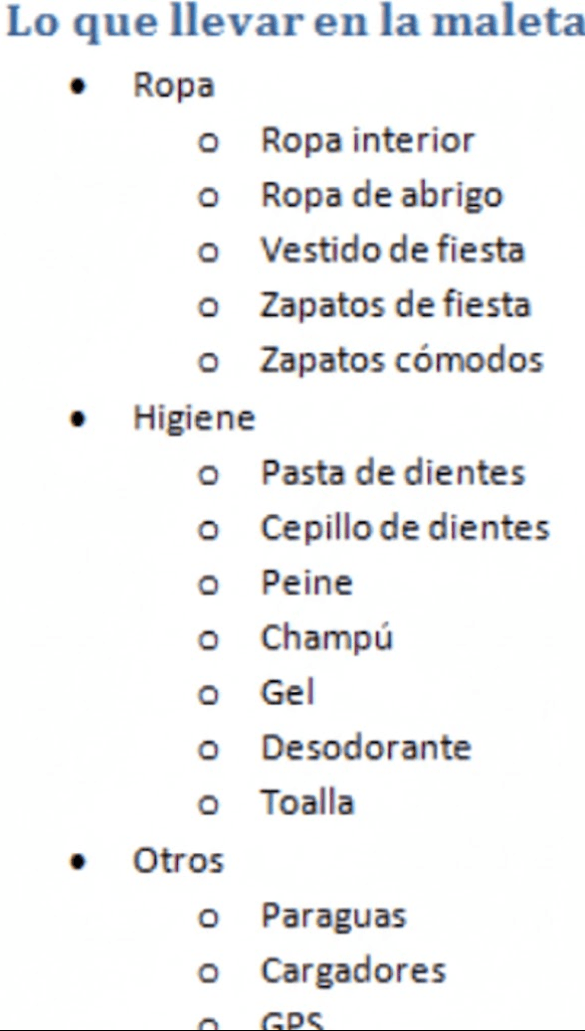 Lo que llevar en la maleta
• Ropa
o Ropa interior
o Ropa de abrigo
o Vestido de fiesta
o Zapatos de fiesta
o Zapatos cómodos
• Higiene
o Pasta de dientes
o Cepillo de dientes
o Peine
o Champú
o Gel
o Desodorante
o Toalla
• Otros
o Paraguas
o Cargadores
o GPS